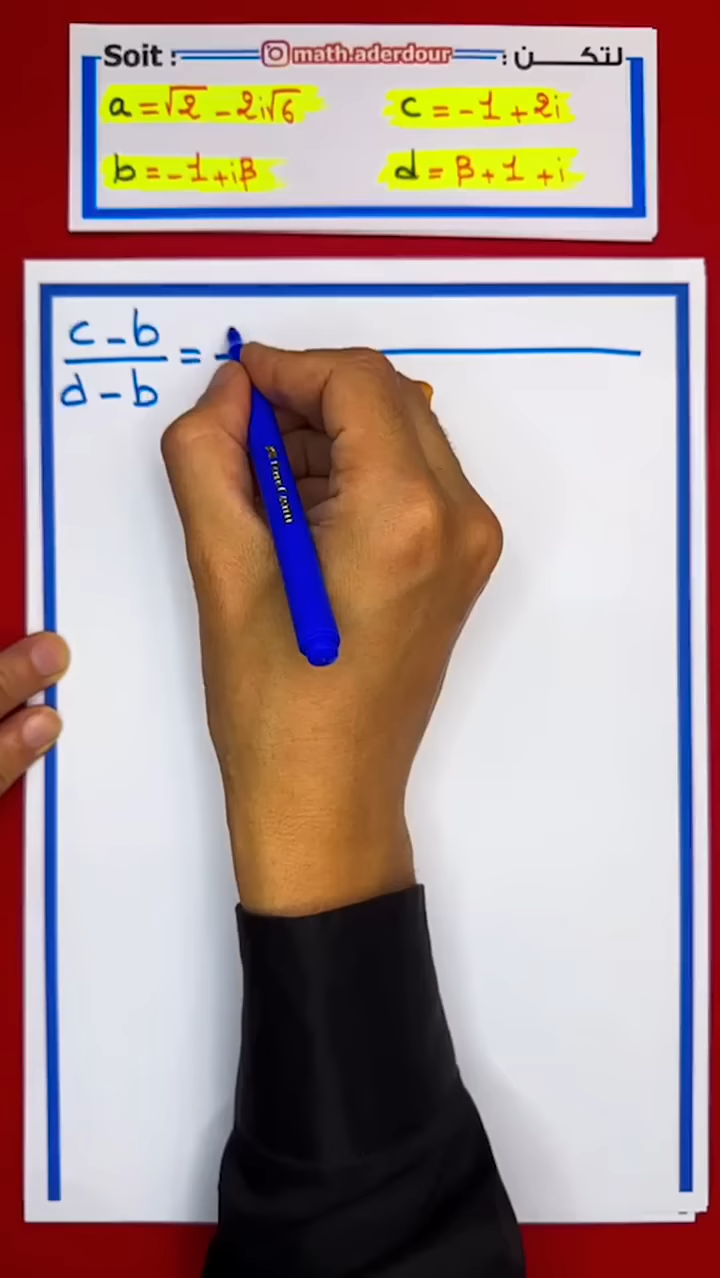 Soit : math.aderdour لتكن :
a = √2 - 2i√6 c = -1 + 2i
b = -1 + iβ d = β + 1 + i
c - b
d - b =